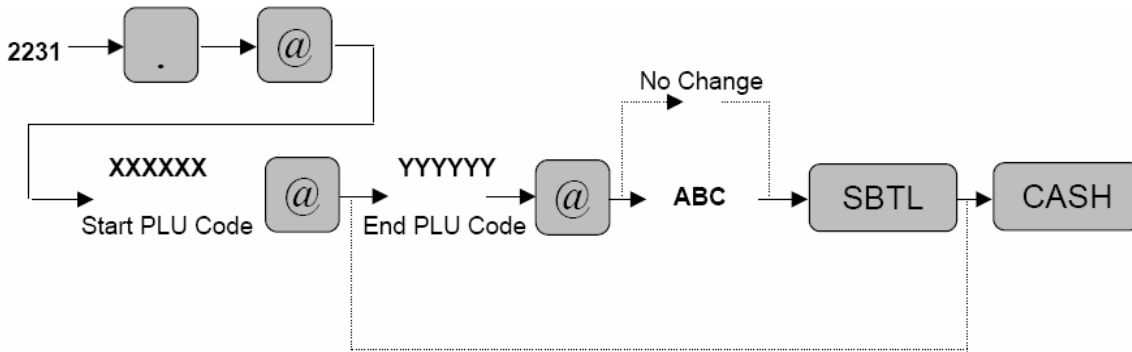 2231
.
@
No Change
XXXXXX
@
YYYYYY
@
ABC
SBTL
CASH
Start PLU Code
End PLU Code